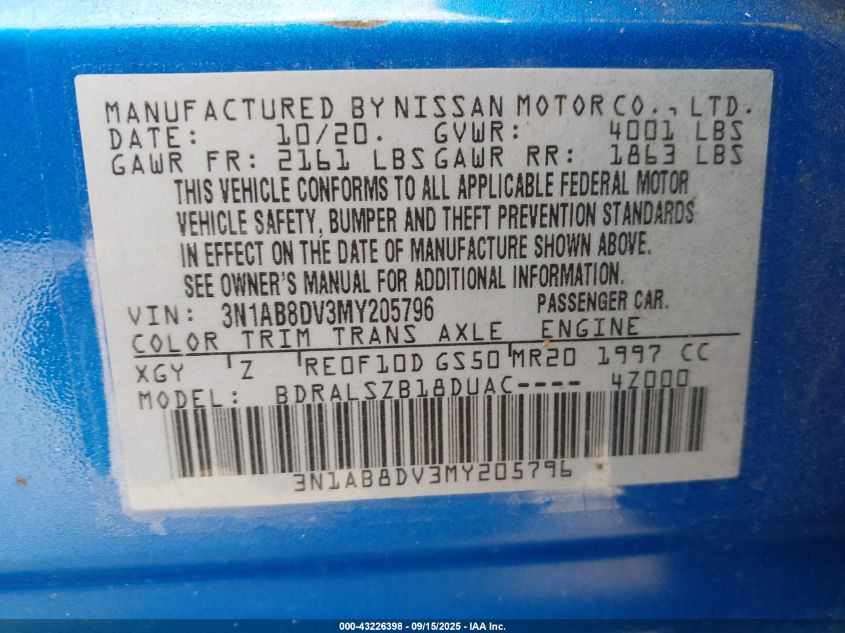 MANUFACTURED BY NISSAN MOTOR CO., LTD.
DATE: 10/20. GVWR: 4001 LBS
GAWR FR: 2161 LBS GAWR RR: 1863 LBS
THIS VEHICLE CONFORMS TO ALL APPLICABLE FEDERAL MOTOR
VEHICLE SAFETY, BUMPER AND THEFT PREVENTION STANDARDS
IN EFFECT ON THE DATE OF MANUFACTURE SHOWN ABOVE.
SEE OWNER'S MANUAL FOR ADDITIONAL INFORMATION.
VIN: 3N1AB8DV3MY205796 PASSENGER CAR.
COLOR TRIM TRANS AXLE ENGINE
XGY Z RE0F10D GS50 MR20 1997 CC
MODEL: BDRALSZB18DUAC---- 4Z000
3N1AB8DV3MY205796
000-43226398 - 09/15/2025 - IAA Inc.